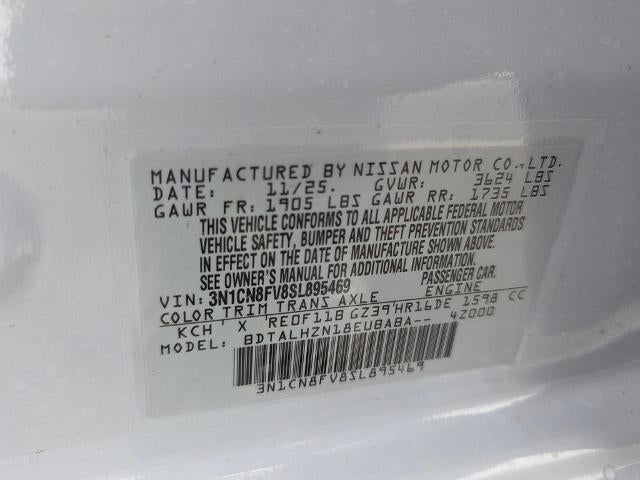 MANUFACTURED BY NISSAN MOTOR CO., LTD.
DATE: 11/25. GVWR: 3624 LBS
GAWR FR: 1905 LBS GAWR RR: 1735 LBS
THIS VEHICLE CONFORMS TO ALL APPLICABLE FEDERAL MOTOR
VEHICLE SAFETY, BUMPER AND THEFT PREVENTION STANDARDS
IN EFFECT ON THE DATE OF MANUFACTURE SHOWN ABOVE.
SEE OWNER'S MANUAL FOR ADDITIONAL INFORMATION
VIN: 3N1CN8FV8SL895469 PASSENGER CAR.
COLOR TRIM TRANS AXLE ENGINE
KCH X RE0F11B GZ39 HR16DE 1598 CC
MODEL: BDTALHZN18EUBABA-- 4Z000
3N1CN8FV8SL895469